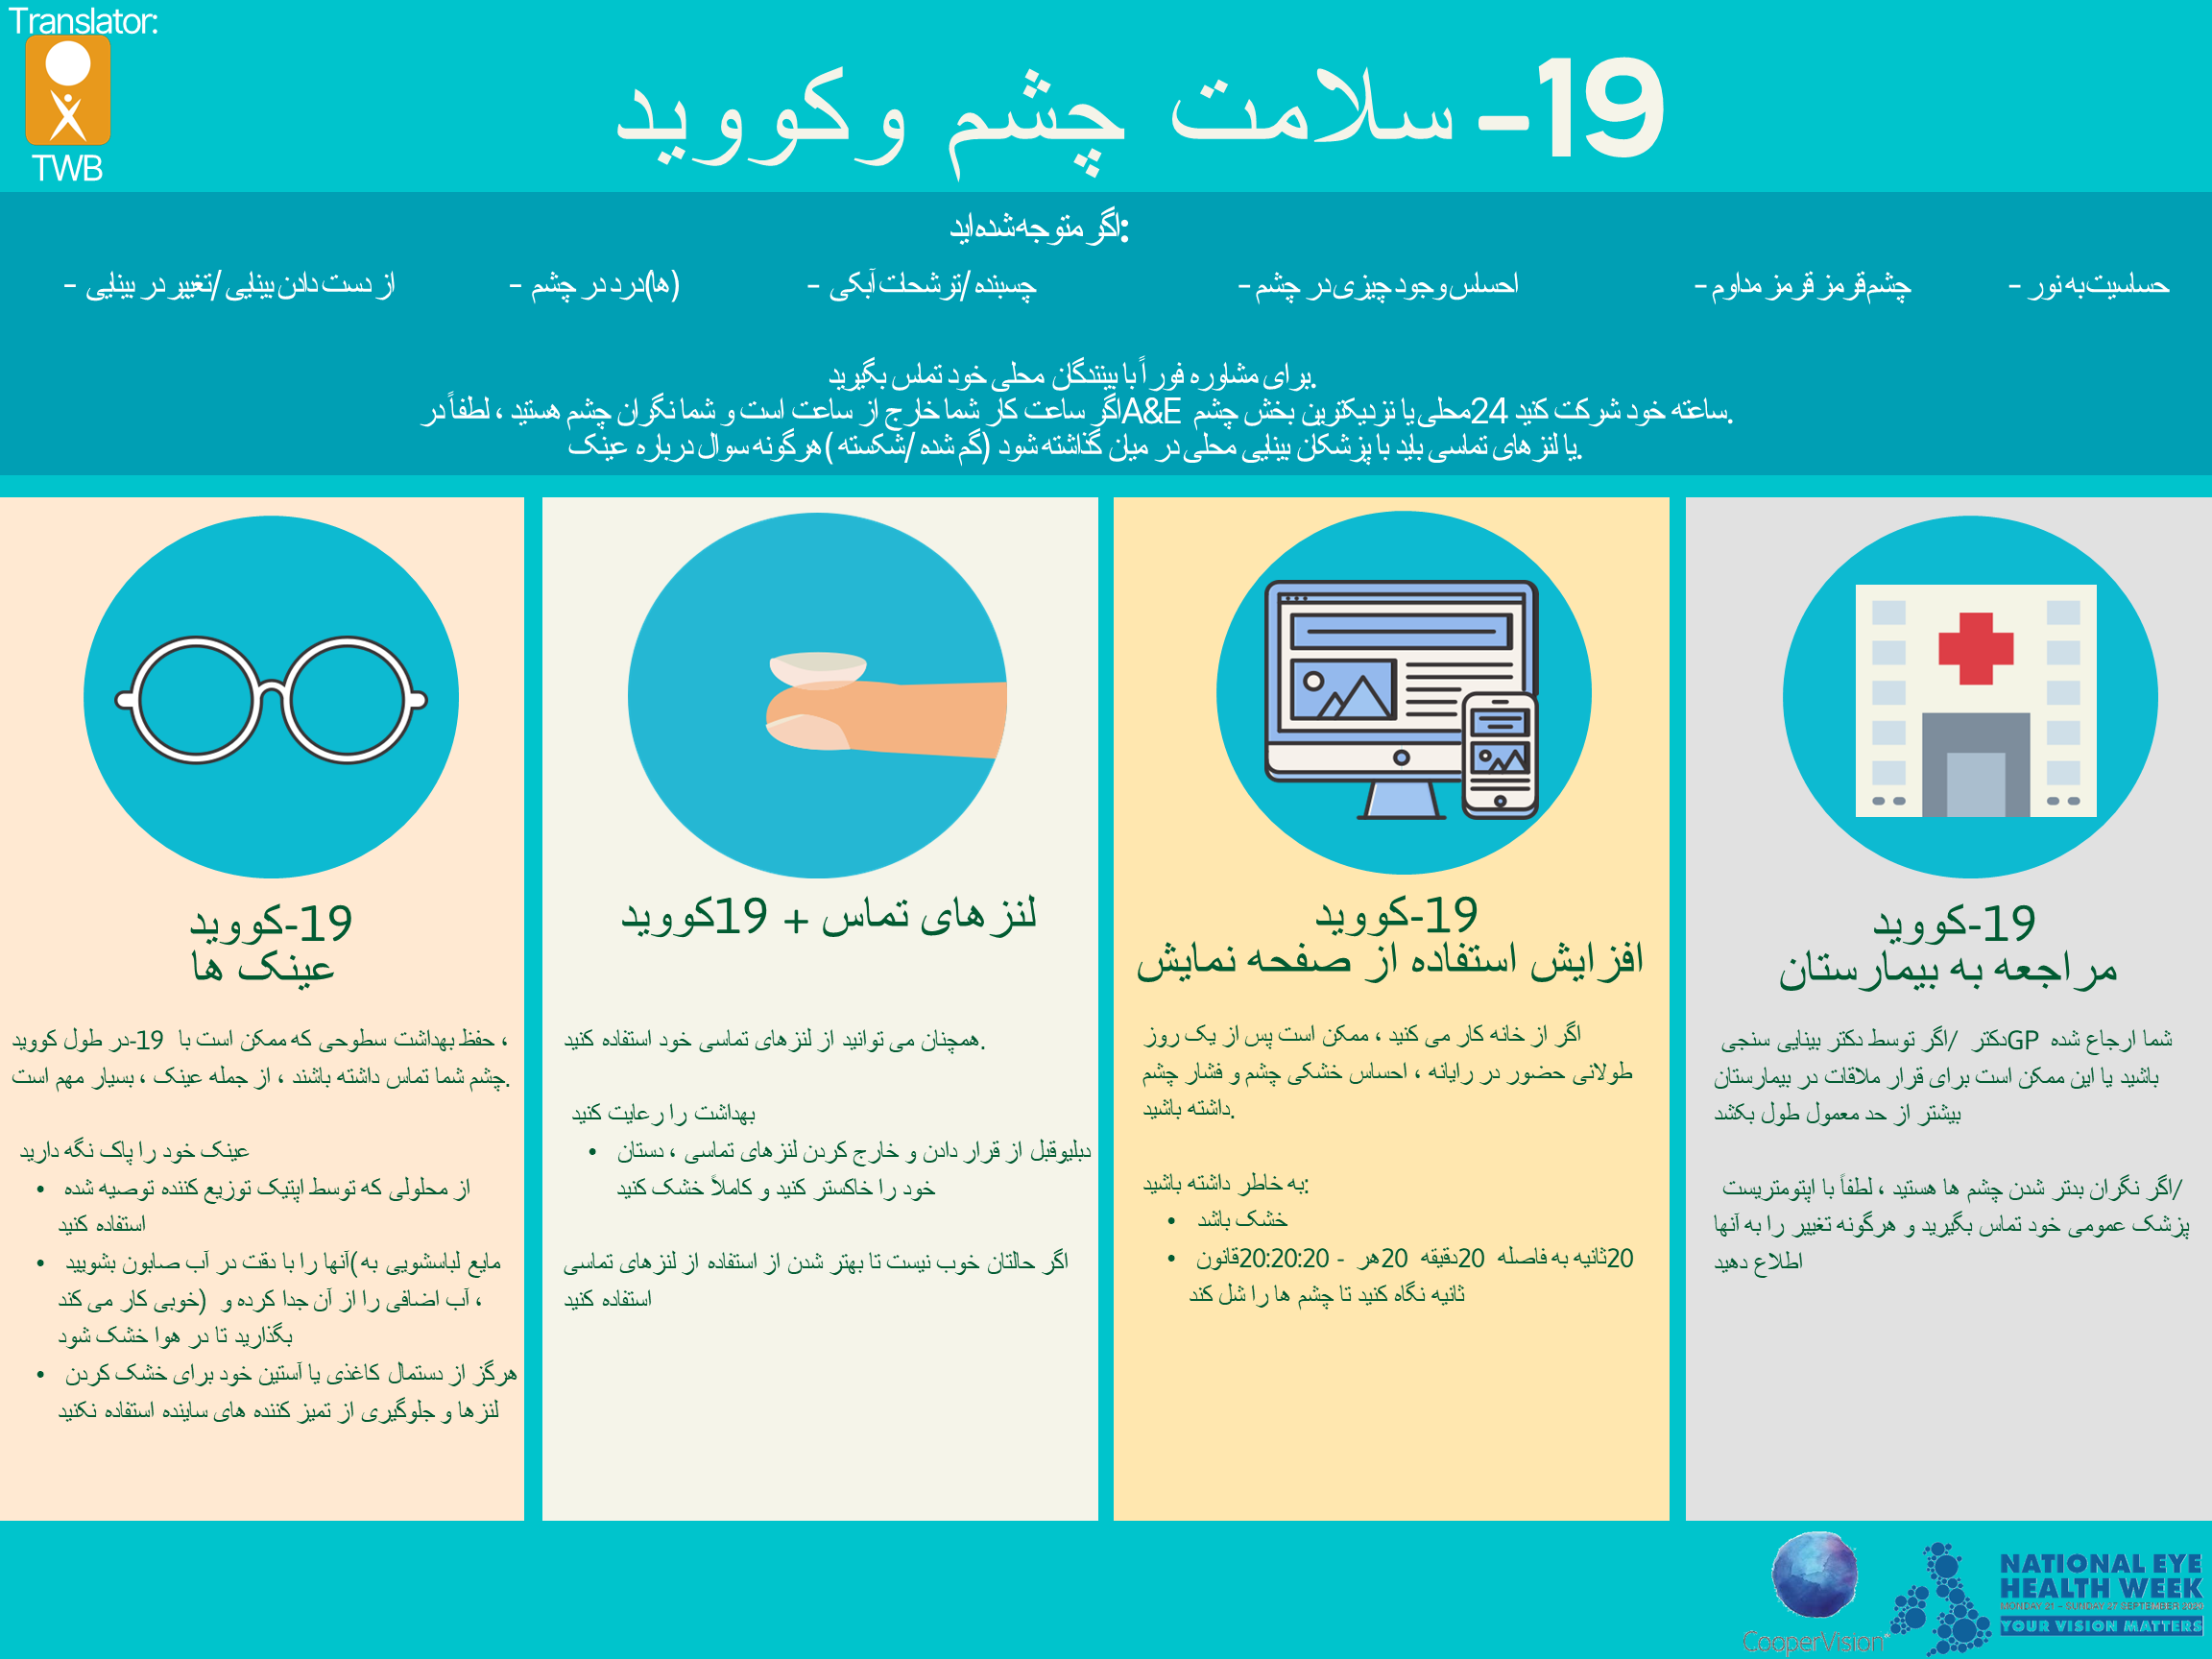 Translator:
TWB
سلامت چشم وکووید -19
اگر متوجه شده اید:
حساسیت به نور -
چشم قرمز قرمز مداوم -
احساس وجود چیزی در چشم -
چسبنده / ترشحات آبکی -
درد در چشم (ها) -
از دست دادن بینایی / تغییر در بینایی -
برای مشاوره فوراً با بینندگان محلی خود تماس بگیرید.
اگر ساعت کار شما خارج از ساعت است و شما نگران چشم هستید ، لطفاً در A&E محلی یا نزدیکترین بخش چشم 24 ساعته خود شرکت کنید.
هرگونه سوال درباره عینک (گم شده / شکسته) یا لنزهای تماسی باید با پزشکان بینایی محلی در میان گذاشته شود.
کووید-19
عینک ها
در طول کووید-19 ، حفظ بهداشت سطوحی که ممکن است با
چشم شما تماس داشته باشند ، از جمله عینک ، بسیار مهم است.
عینک خود را پاک نگه دارید
• از محلولی که توسط اپتیک توزیع کننده توصیه شده
استفاده کنید
• آنها را با دقت در آب صابون بشویید (مایع لباسشویی به
خوبی کار می کند) ، آب اضافی را از آن جدا کرده و
بگذارید تا در هوا خشک شود
• هرگز از دستمال کاغذی یا آستین خود برای خشک کردن
لنزها و جلوگیری از تمیز کننده های ساینده استفاده نکنید
لنزهای تماس + کووید19
همچنان می توانید از لنزهای تماسی خود استفاده کنید.
بهداشت را رعایت کنید
• دبلیوقبل از قرار دادن و خارج کردن لنزهای تماسی ، دستان
خود را خاکستر کنید و کاملاً خشک کنید
اگر حالتان خوب نیست تا بهتر شدن از استفاده از لنزهای تماسی
استفاده کنید
کووید-19
افزایش استفاده از صفحه نمایش
اگر از خانه کار می کنید ، ممکن است پس از یک روز
طولانی حضور در رایانه ، احساس خشکی چشم و فشار چشم
داشته باشید.
به خاطر داشته باشید:
• خشک باشد
• قانون 20:20:20 - هر 20 دقیقه 20 ثانیه به فاصله 20
ثانیه نگاه کنید تا چشم ها را شل کند
کووید-19
مراجعه به بیمارستان
اگر توسط دکتر بینایی سنجی / دکتر GP شما ارجاع شده
باشید یا این ممکن است برای قرار ملاقات در بیمارستان
بیشتر از حد معمول طول بکشد
اگر نگران بدتر شدن چشم ها هستید ، لطفاً با اپتومتریست /
پزشک عمومی خود تماس بگیرید و هرگونه تغییر را به آنها
اطلاع دهید
CooperVision
NATIONAL EYE
HEALTH WEEK
MONDAY 21 – SUNDAY 27 SEPTEMBER 2020
YOUR VISION MATTERS